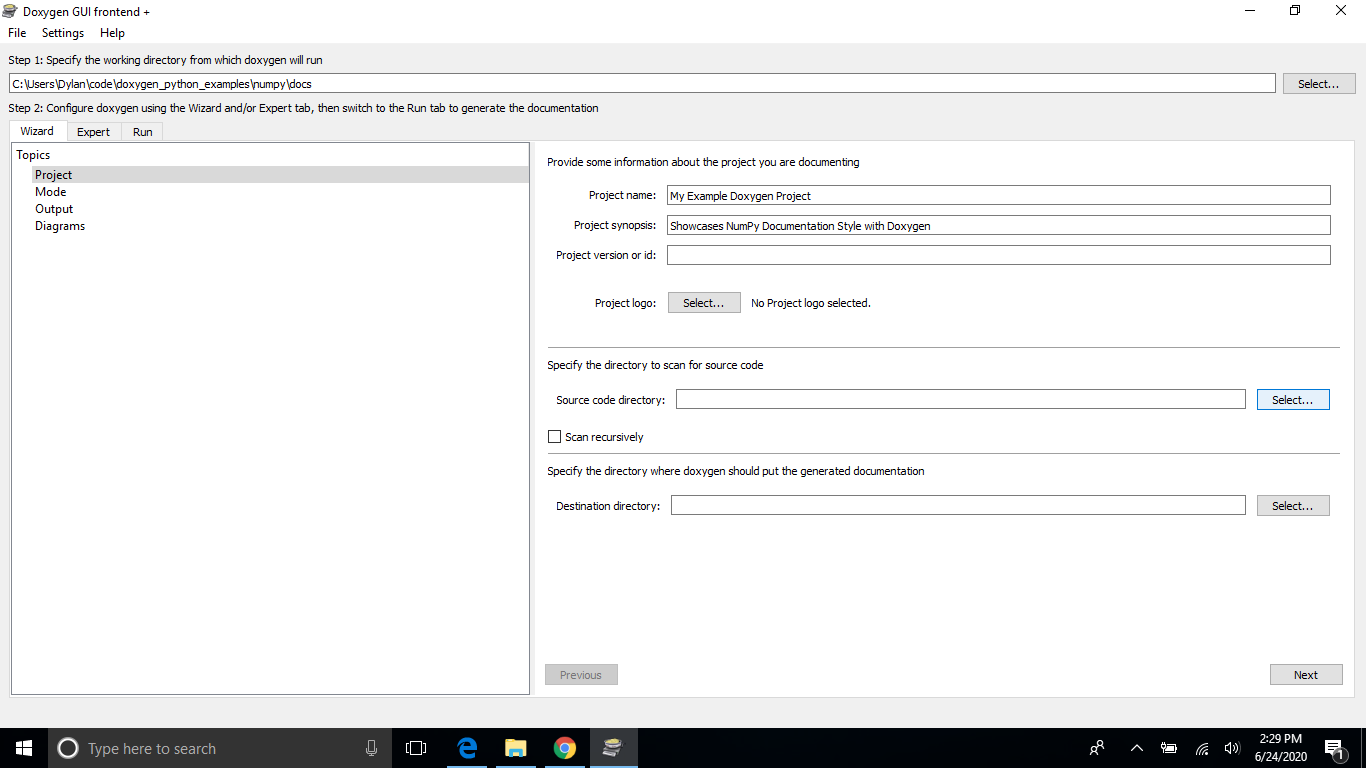 Doxygen GUI frontend +
File Settings Help
Step 1: Specify the working directory from which doxygen will run
C:\Users\Dylan\code\doxygen_python_examples\numpy\docs
Select...
Step 2: Configure doxygen using the Wizard and/or Expert tab, then switch to the Run tab to generate the documentation
Wizard Expert Run
Topics
Project
Mode
Output
Diagrams
Provide some information about the project you are documenting
Project name: My Example Doxygen Project
Project synopsis: Showcases NumPy Documentation Style with Doxygen
Project version or id:
Project logo: Select... No Project logo selected.
Specify the directory to scan for source code
Source code directory: Select...
Scan recursively
Specify the directory where doxygen should put the generated documentation
Destination directory: Select...
Previous Next
Type here to search
2:29 PM
6/24/2020
1